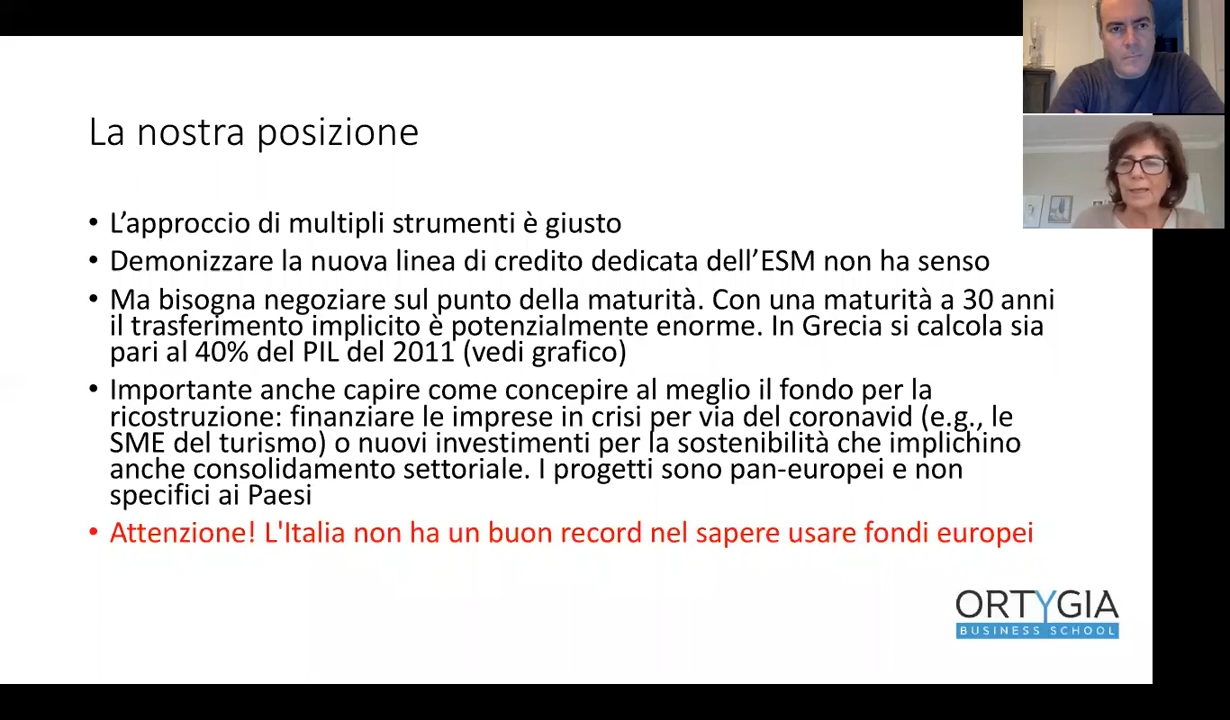 La nostra posizione
• L’approccio di multipli strumenti è giusto
• Demonizzare la nuova linea di credito dedicata dell’ESM non ha senso
• Ma bisogna negoziare sul punto della maturità. Con una maturità a 30 anni
il trasferimento implicito è potenzialmente enorme. In Grecia si calcola sia
pari al 40% del PIL del 2011 (vedi grafico)
• Importante anche capire come concepire al meglio il fondo per la
ricostruzione: finanziare le imprese in crisi per via del coronavid (e.g., le
SME del turismo) o nuovi investimenti per la sostenibilità che implichino
anche consolidamento settoriale. I progetti sono pan-europei e non
specifici ai Paesi
• Attenzione! L'Italia non ha un buon record nel sapere usare fondi europei
ORTYGIA
BUSINESS SCHOOL